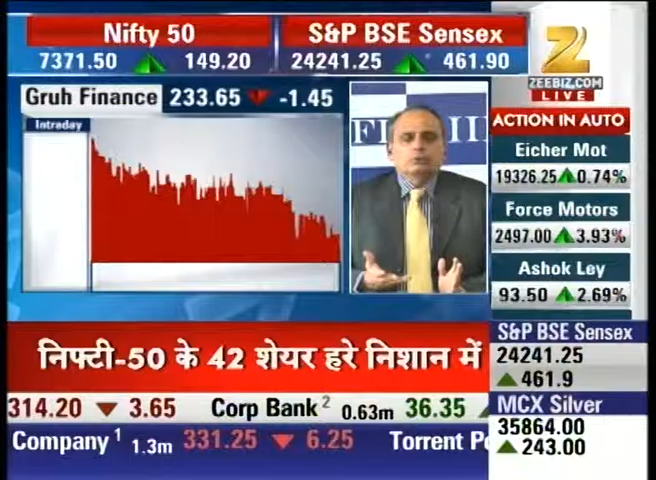 Nifty 50
7371.50 149.20
S&P BSE Sensex
24241.25 461.90
ZEEBIZ.COM
LIVE
Gruh Finance 233.65 -1.45
Intraday
ACTION IN AUTO
Eicher Mot
19326.25 0.74%
Force Motors
2497.00 3.93%
Ashok Ley
93.50 2.69%
निफ्टी-50 के 42 शेयर हरे निशान में
S&P BSE Sensex
24241.25
461.9
MCX Silver
35864.00
243.00
314.20 3.65 Corp Bank 2 0.63m 36.35
Company 1 1.3m 331.25 6.25 Torrent